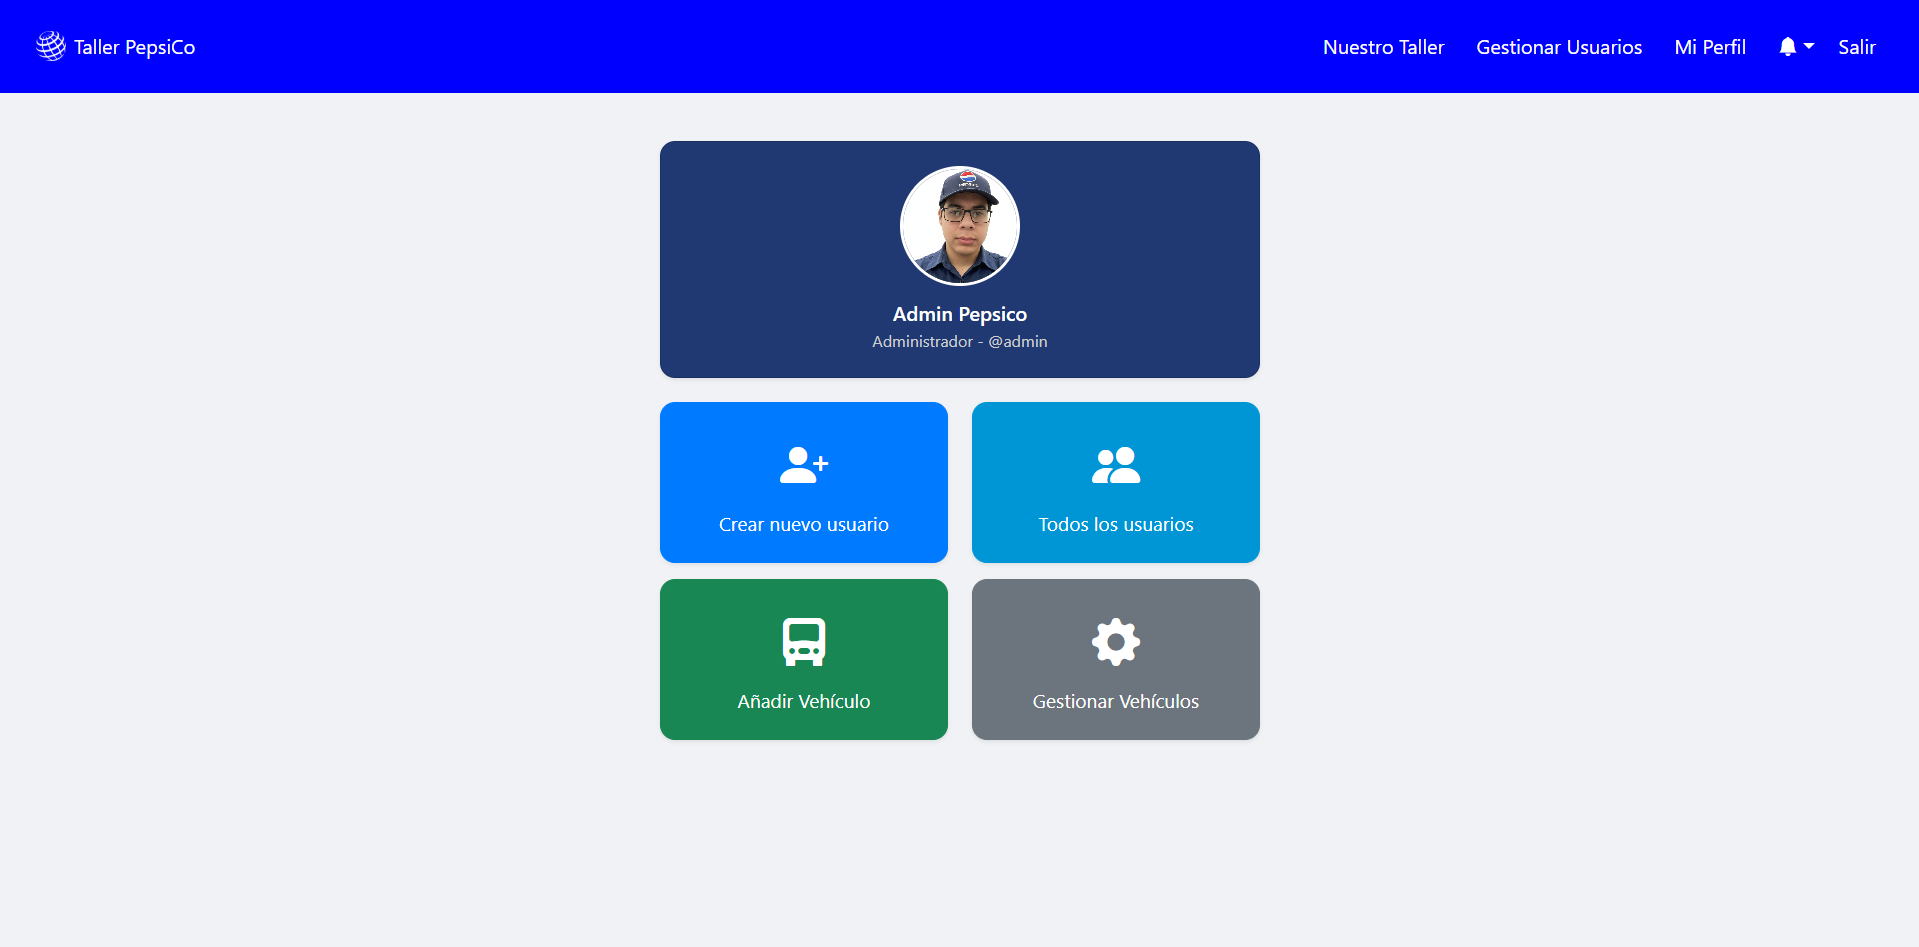 Taller PepsiCo
Nuestro Taller
Gestionar Usuarios
Mi Perfil
Salir
Admin Pepsico
Administrador - @admin
Crear nuevo usuario
Todos los usuarios
Añadir Vehículo
Gestionar Vehículos